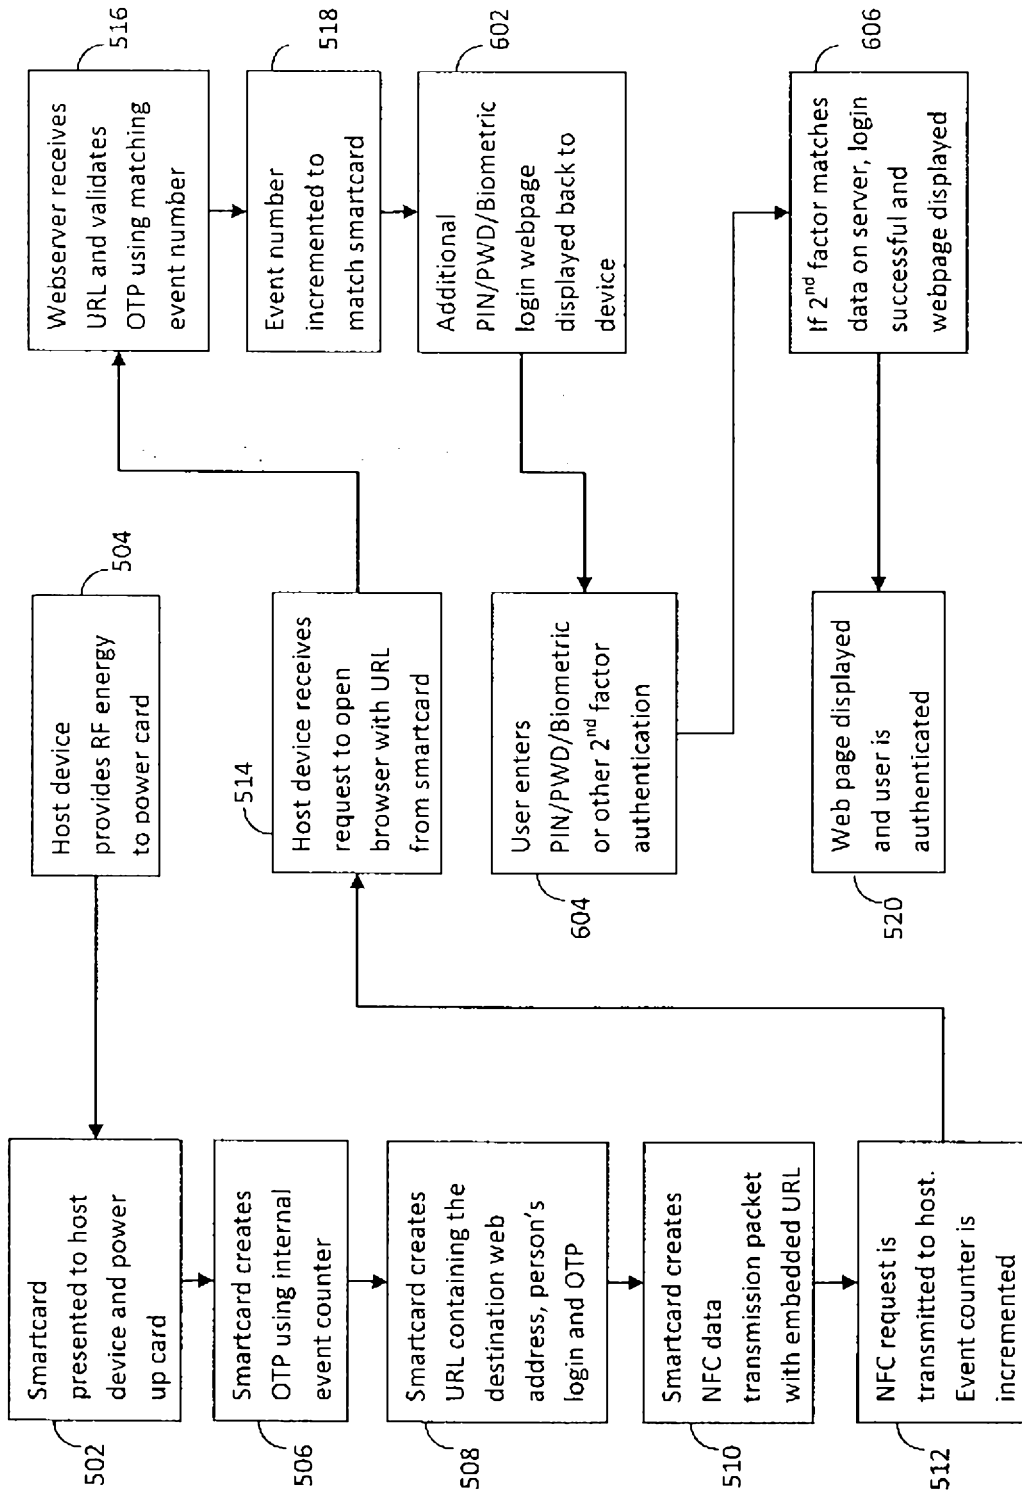 502
Smartcard
presented to host
device and power
up card
504
Host device
provides RF energy
to power card
506
Smartcard creates
OTP using internal
event counter
508
Smartcard creates
URL containing the
destination web
address, person's
login and OTP
510
Smartcard creates
NFC data
transmission packet
with embedded URL
512
NFC request is
transmitted to host.
Event counter is
incremented
514
Host device receives
request to open
browser with URL
from smartcard
516
Webserver receives
URL and validates
OTP using matching
event number
518
Event number
incremented to
match smartcard
602
Additional
PIN/PWD/Biometric
login webpage
displayed back to
device
604
User enters
PIN/PWD/Biometric
or other 2nd factor
authentication
606
If 2nd factor matches
data on server, login
successful and
webpage displayed
520
Web page displayed
and user is
authenticated